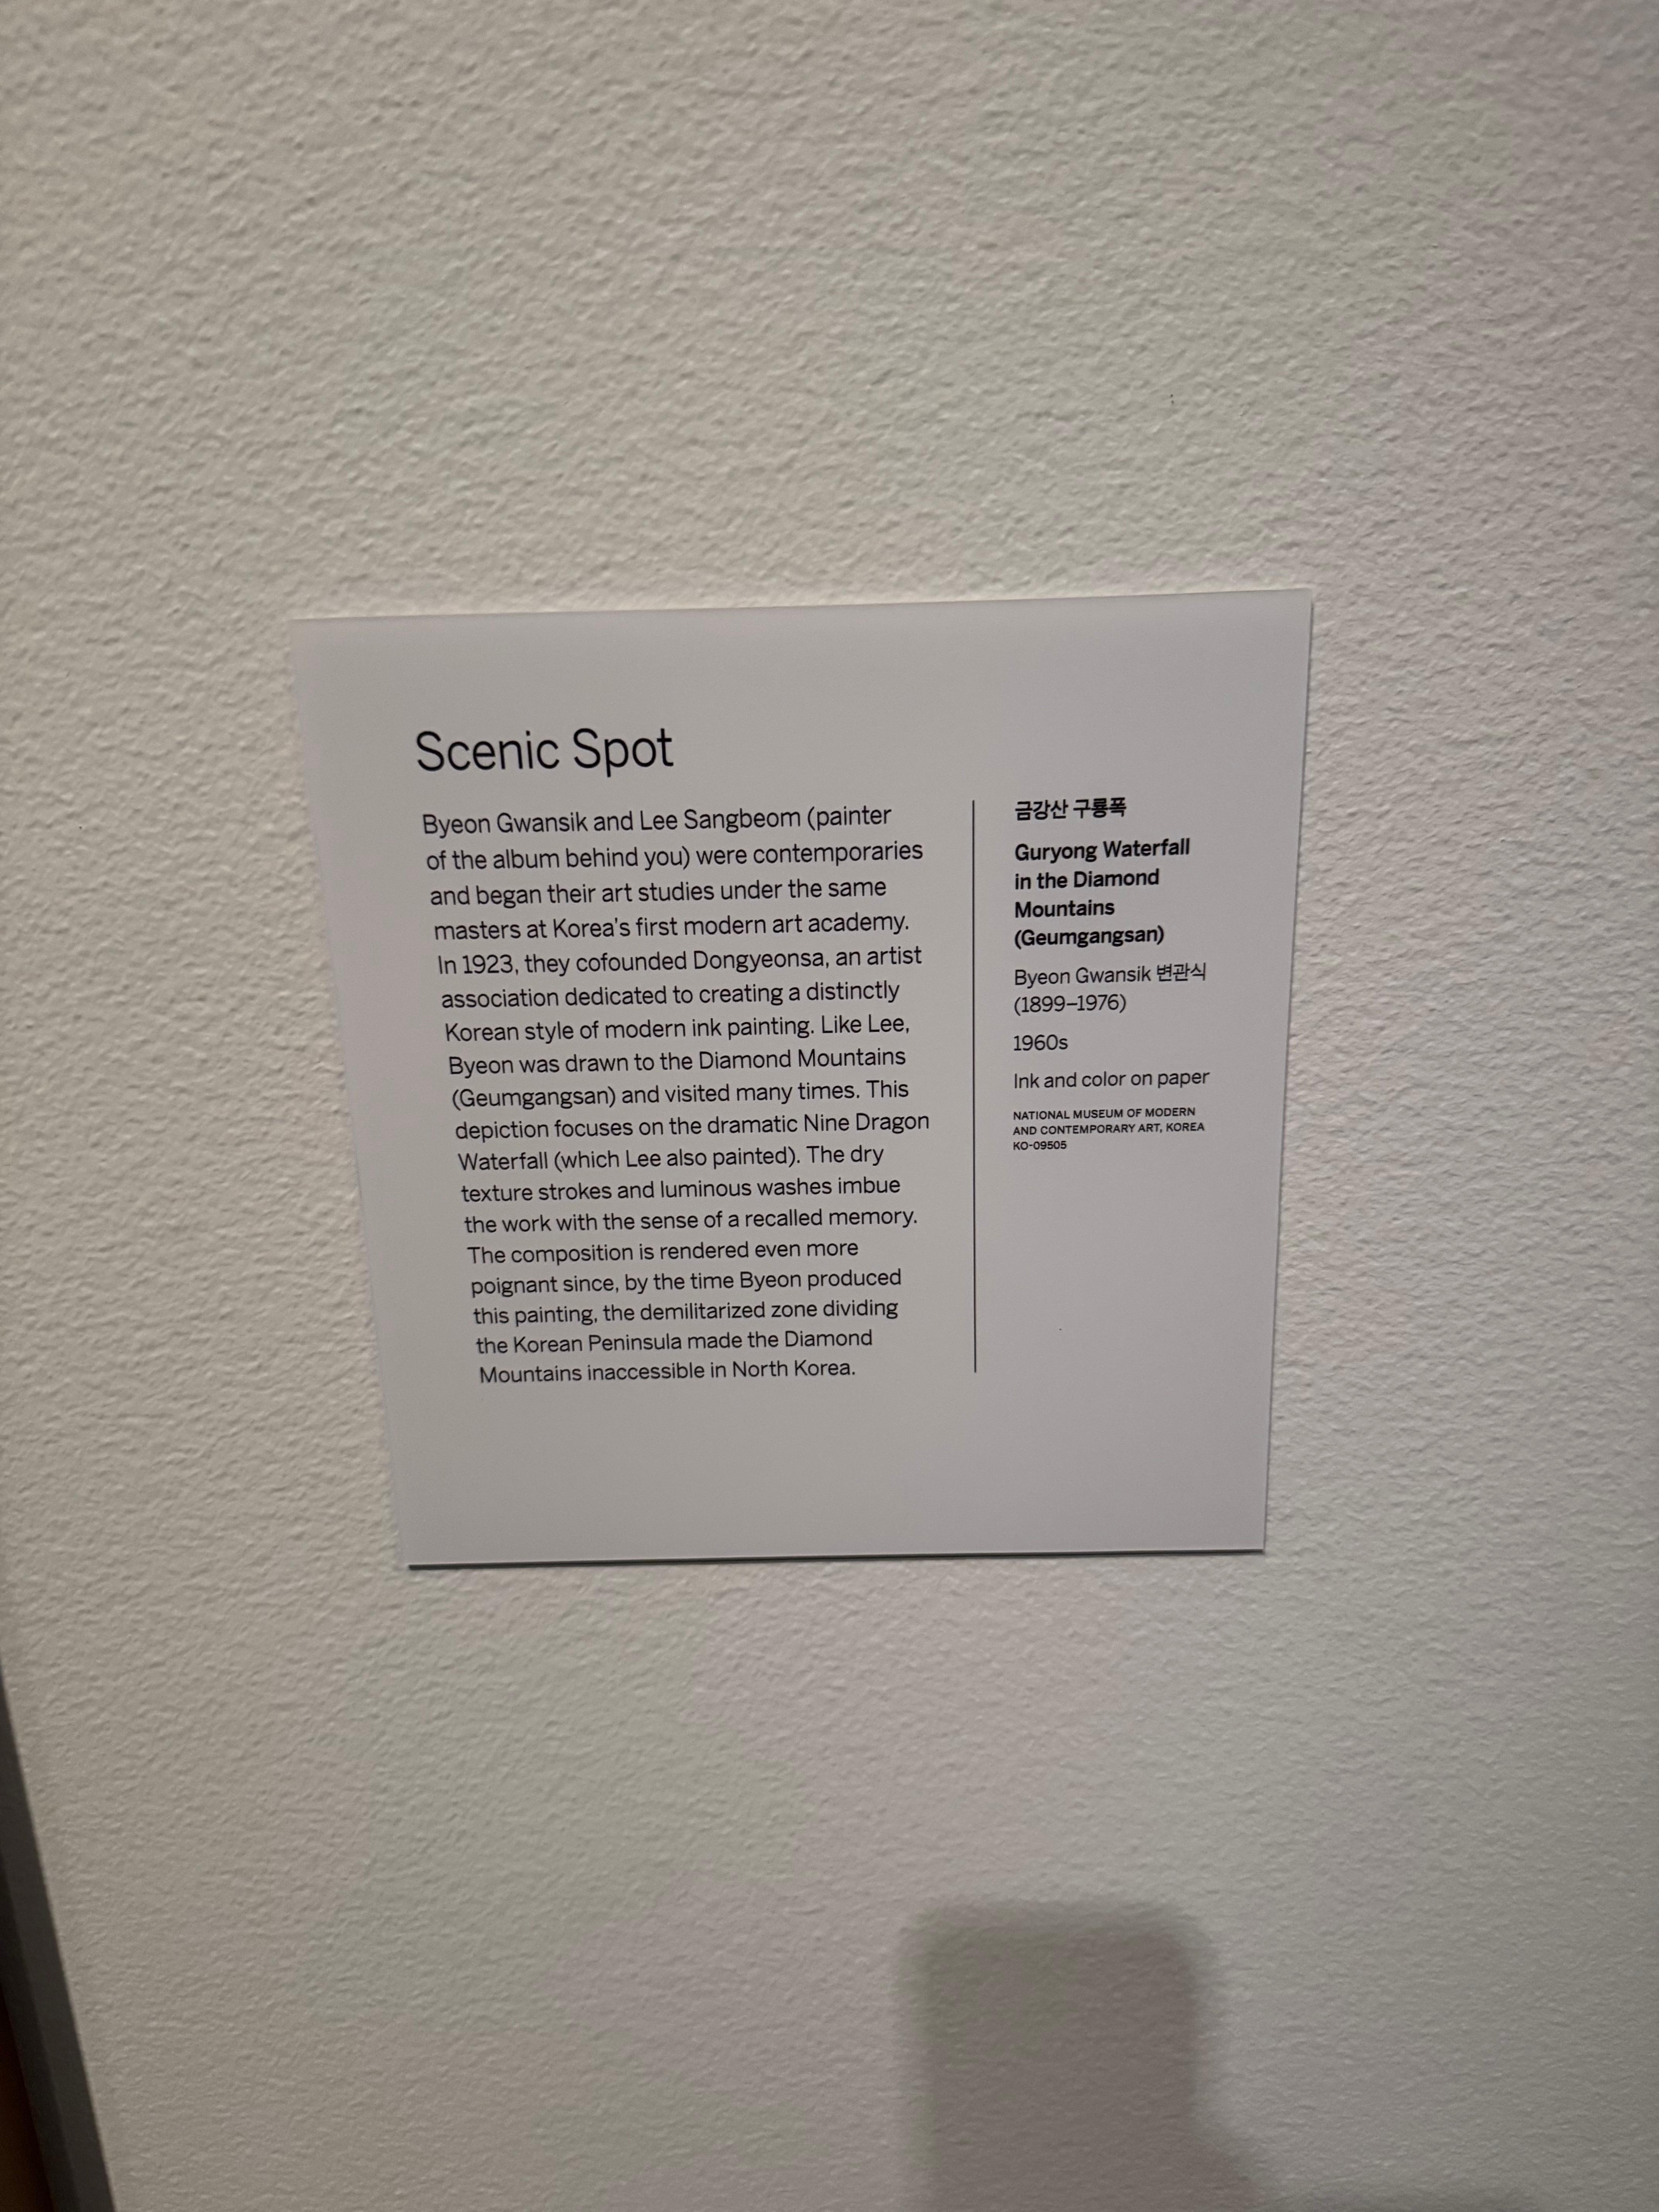 Scenic Spot
Byeon Gwansik and Lee Sangbeom (painter
of the album behind you) were contemporaries
and began their art studies under the same
masters at Korea's first modern art academy.
In 1923, they cofounded Dongyeonsa, an artist
association dedicated to creating a distinctly
Korean style of modern ink painting. Like Lee,
Byeon was drawn to the Diamond Mountains
(Geumgangsan) and visited many times. This
depiction focuses on the dramatic Nine Dragon
Waterfall (which Lee also painted). The dry
texture strokes and luminous washes imbue
the work with the sense of a recalled memory.
The composition is rendered even more
poignant since, by the time Byeon produced
this painting, the demilitarized zone dividing
the Korean Peninsula made the Diamond
Mountains inaccessible in North Korea.
금강산 구룡폭
Guryong Waterfall
in the Diamond
Mountains
(Geumgangsan)
Byeon Gwansik 변관식
(1899–1976)
1960s
Ink and color on paper
NATIONAL MUSEUM OF MODERN
AND CONTEMPORARY ART, KOREA
KO-09505